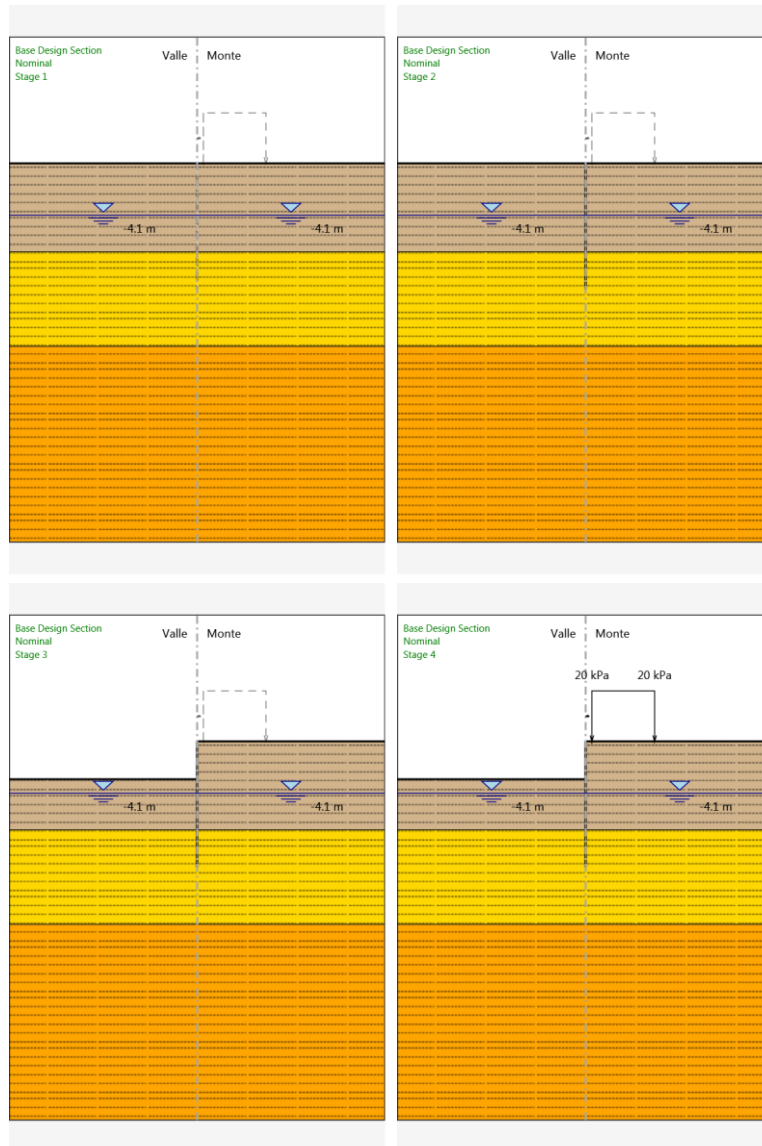 Base Design Section
Nominal
Stage 1
Valle Monte
-4.1 m -4.1 m
Base Design Section
Nominal
Stage 2
Valle Monte
-4.1 m -4.1 m
Base Design Section
Nominal
Stage 3
Valle Monte
-4.1 m -4.1 m
Base Design Section
Nominal
Stage 4
Valle Monte
20 kPa 20 kPa
-4.1 m -4.1 m